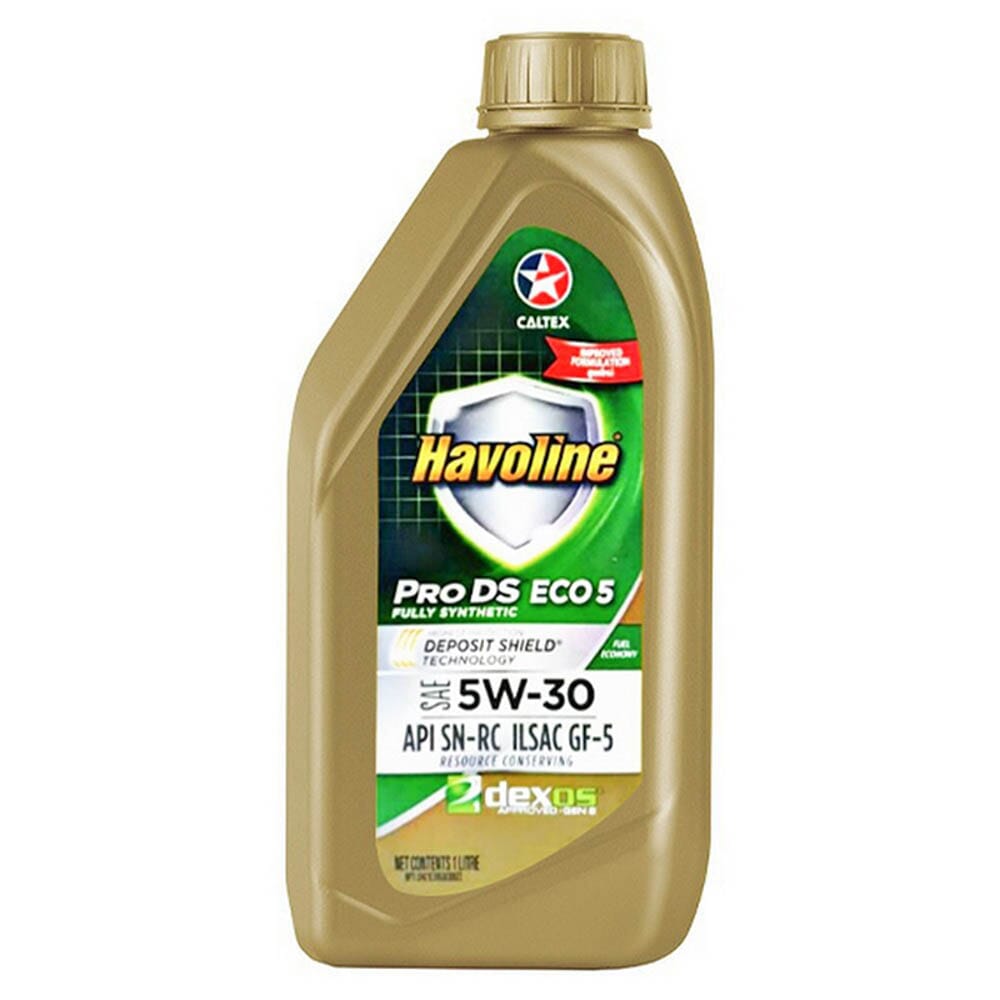 CALTEX
IMPROVED
FORMULATION
Havoline®
PRO DS ECO 5
FULLY SYNTHETIC
DEPOSIT SHIELD®
TECHNOLOGY
FUEL
ECONOMY
SAE 5W-30
API SN-RC ILSAC GF-5
RESOURCE CONSERVING
dexos
APPROVED
NET CONTENTS 1 LITRE